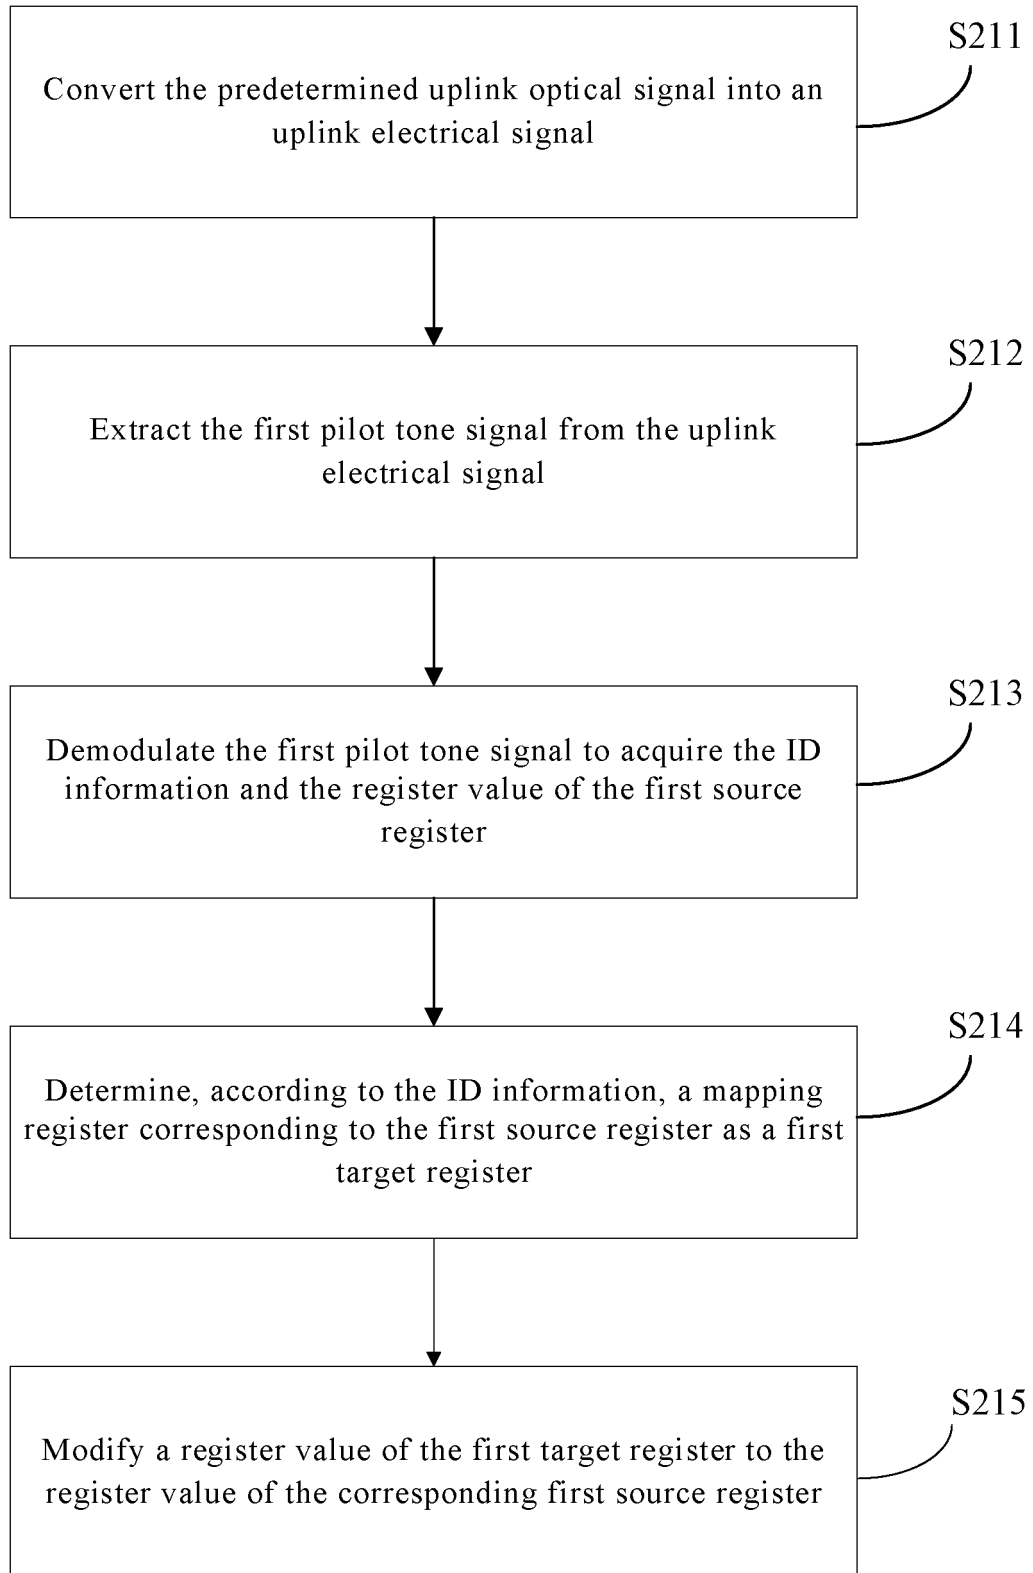 S211
Convert the predetermined uplink optical signal into an
uplink electrical signal
S212
Extract the first pilot tone signal from the uplink
electrical signal
S213
Demodulate the first pilot tone signal to acquire the ID
information and the register value of the first source
register
S214
Determine, according to the ID information, a mapping
register corresponding to the first source register as a first
target register
S215
Modify a register value of the first target register to the
register value of the corresponding first source register